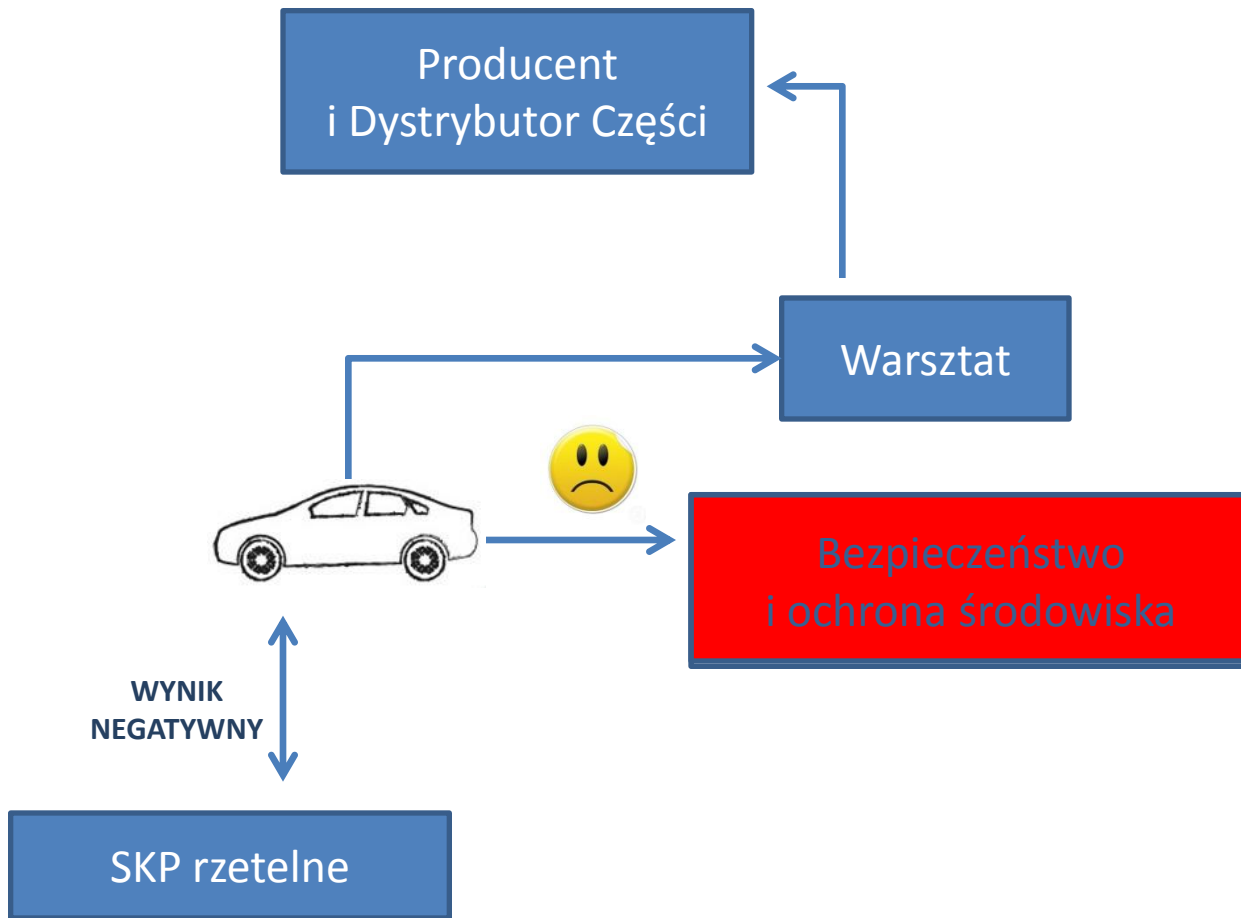 Producent
i Dystrybutor Części
Warsztat
Bezpieczeństwo
i ochrona środowiska
WYNIK
NEGATYWNY
SKP rzetelne